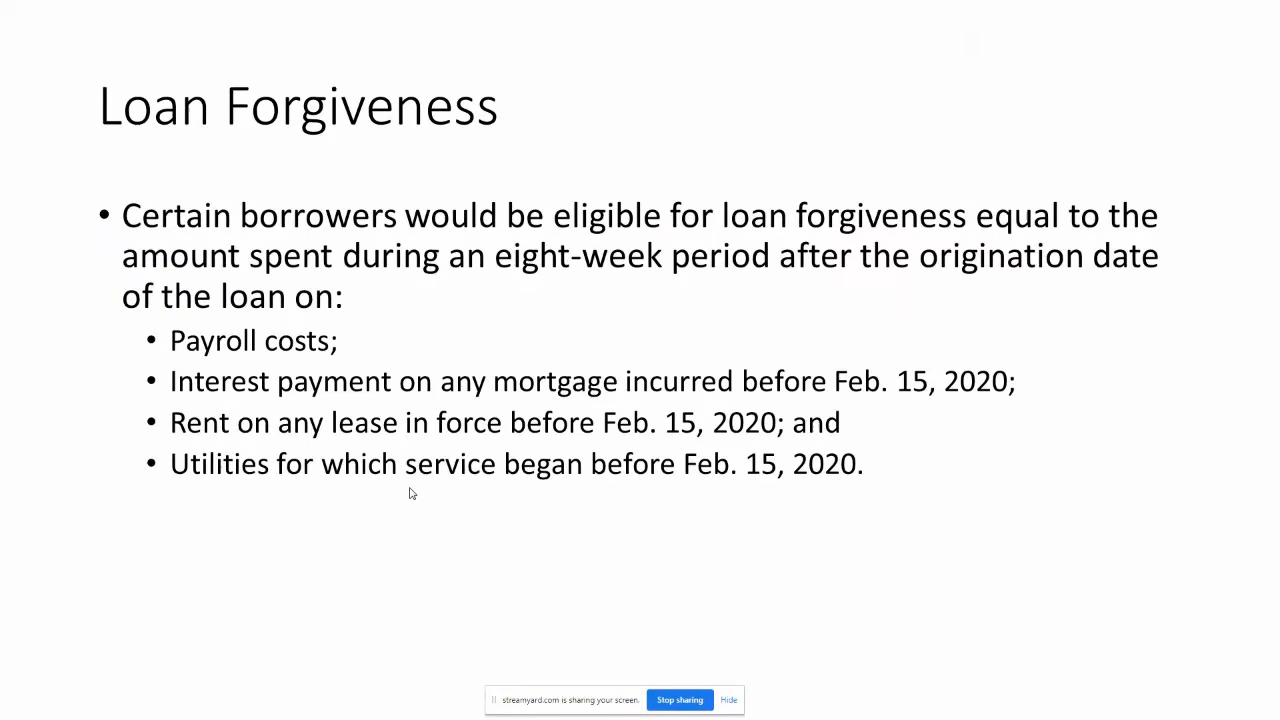 Loan Forgiveness
• Certain borrowers would be eligible for loan forgiveness equal to the
amount spent during an eight-week period after the origination date
of the loan on:
• Payroll costs;
• Interest payment on any mortgage incurred before Feb. 15, 2020;
• Rent on any lease in force before Feb. 15, 2020; and
• Utilities for which service began before Feb. 15, 2020.
streamyard.com is sharing your screen. Stop sharing Hide